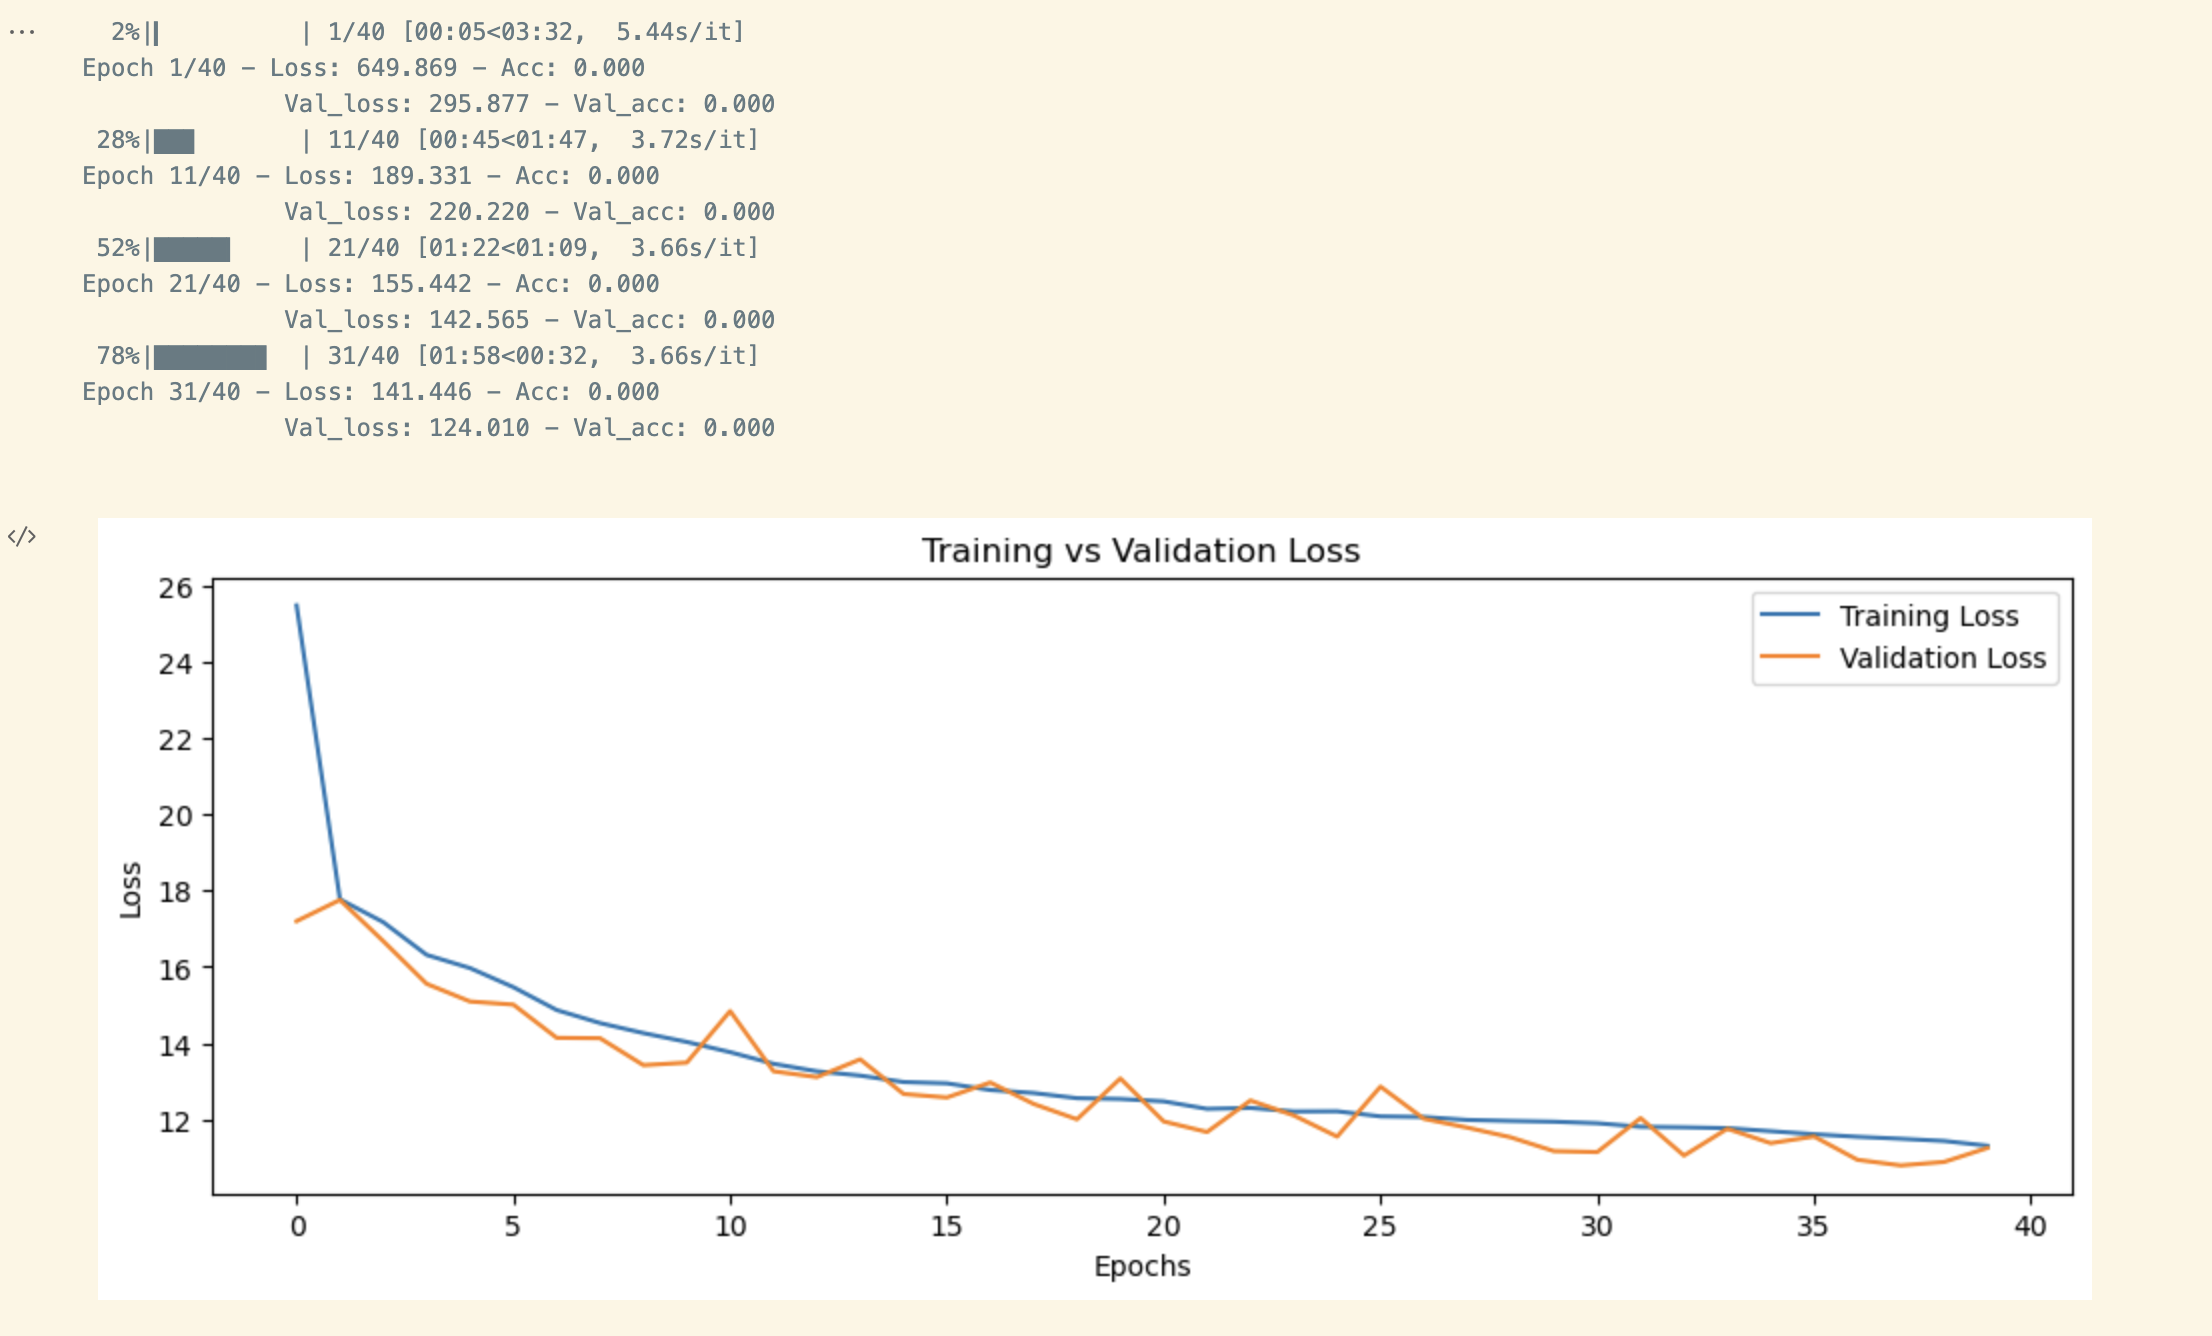 ...
2%| | 1/40 [00:05<03:32, 5.44s/it]
Epoch 1/40 – Loss: 649.869 – Acc: 0.000
Val_loss: 295.877 – Val_acc: 0.000
28%| | 11/40 [00:45<01:47, 3.72s/it]
Epoch 11/40 – Loss: 189.331 – Acc: 0.000
Val_loss: 220.220 – Val_acc: 0.000
52%| | 21/40 [01:22<01:09, 3.66s/it]
Epoch 21/40 – Loss: 155.442 – Acc: 0.000
Val_loss: 142.565 – Val_acc: 0.000
78%| | 31/40 [01:58<00:32, 3.66s/it]
Epoch 31/40 – Loss: 141.446 – Acc: 0.000
Val_loss: 124.010 – Val_acc: 0.000
</>
Training vs Validation Loss
26
24
22
20
18
16
14
12
Loss
Training Loss
Validation Loss
0 5 10 15 20 25 30 35 40
Epochs